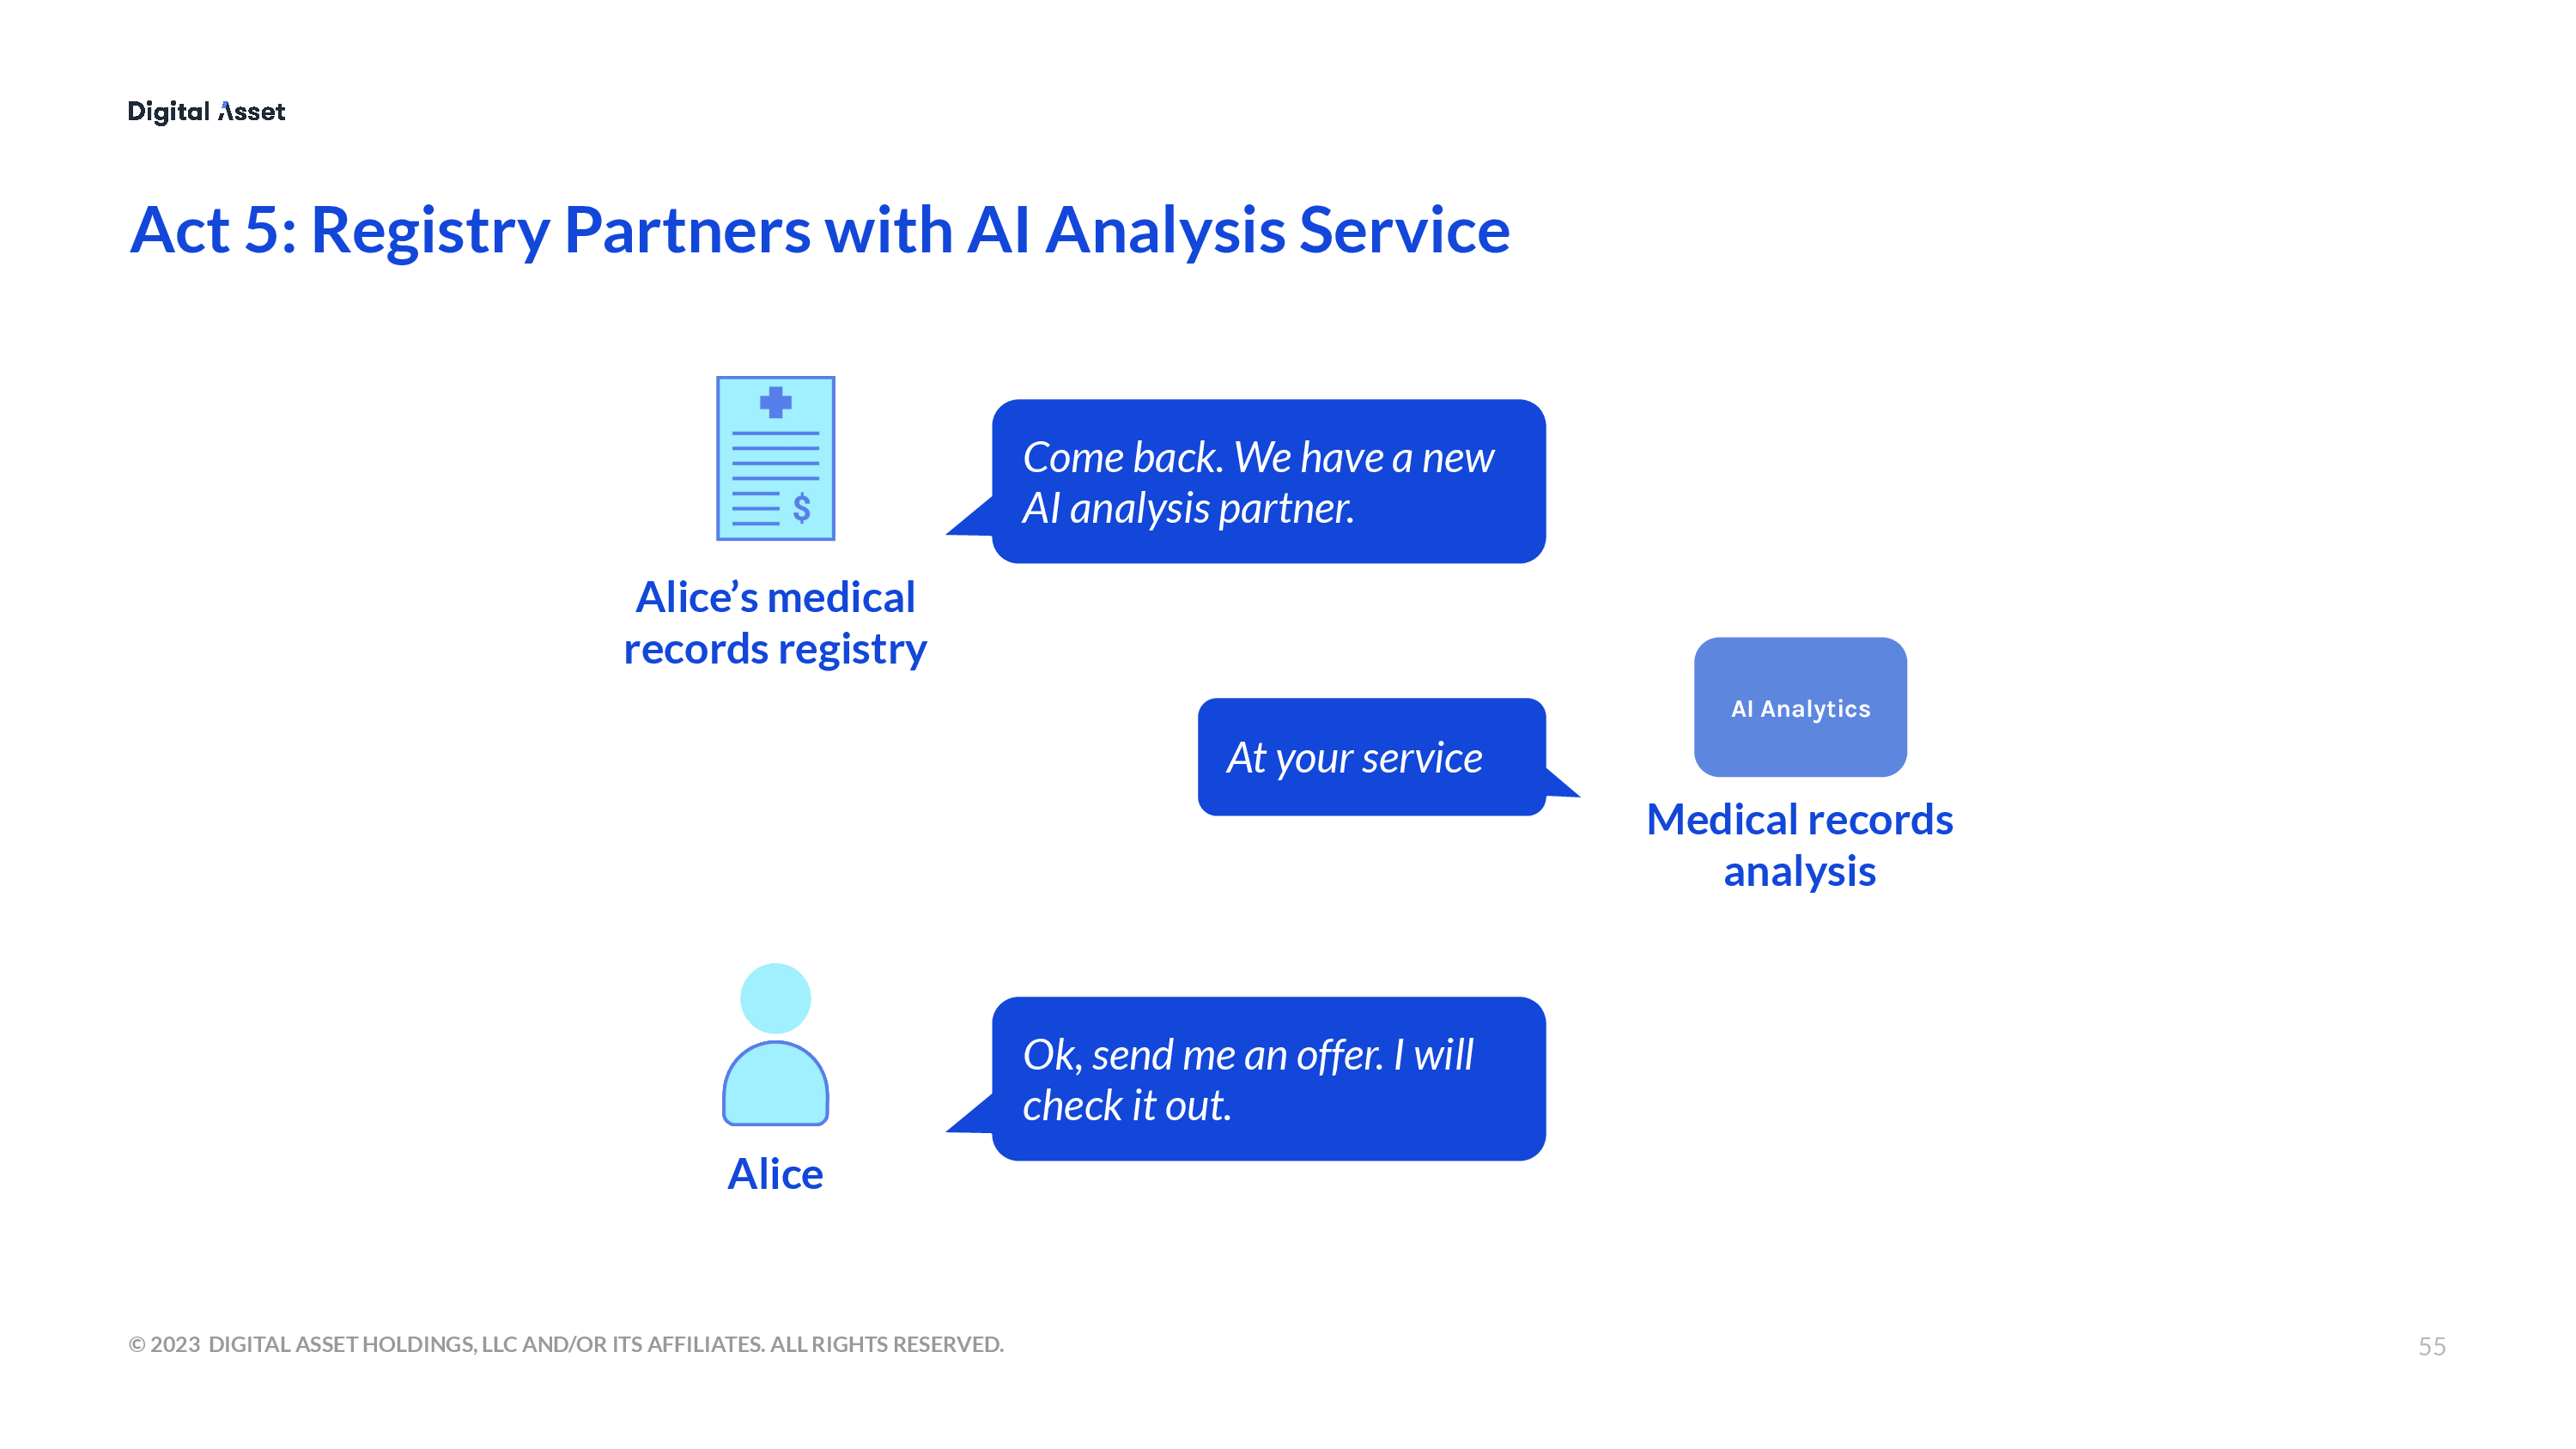 Digital Asset
Act 5: Registry Partners with AI Analysis Service
$
Come back. We have a new
AI analysis partner.
Alice’s medical
records registry
AI Analytics
At your service
Medical records
analysis
Ok, send me an offer. I will
check it out.
Alice
© 2023 DIGITAL ASSET HOLDINGS, LLC AND/OR ITS AFFILIATES. ALL RIGHTS RESERVED.
55